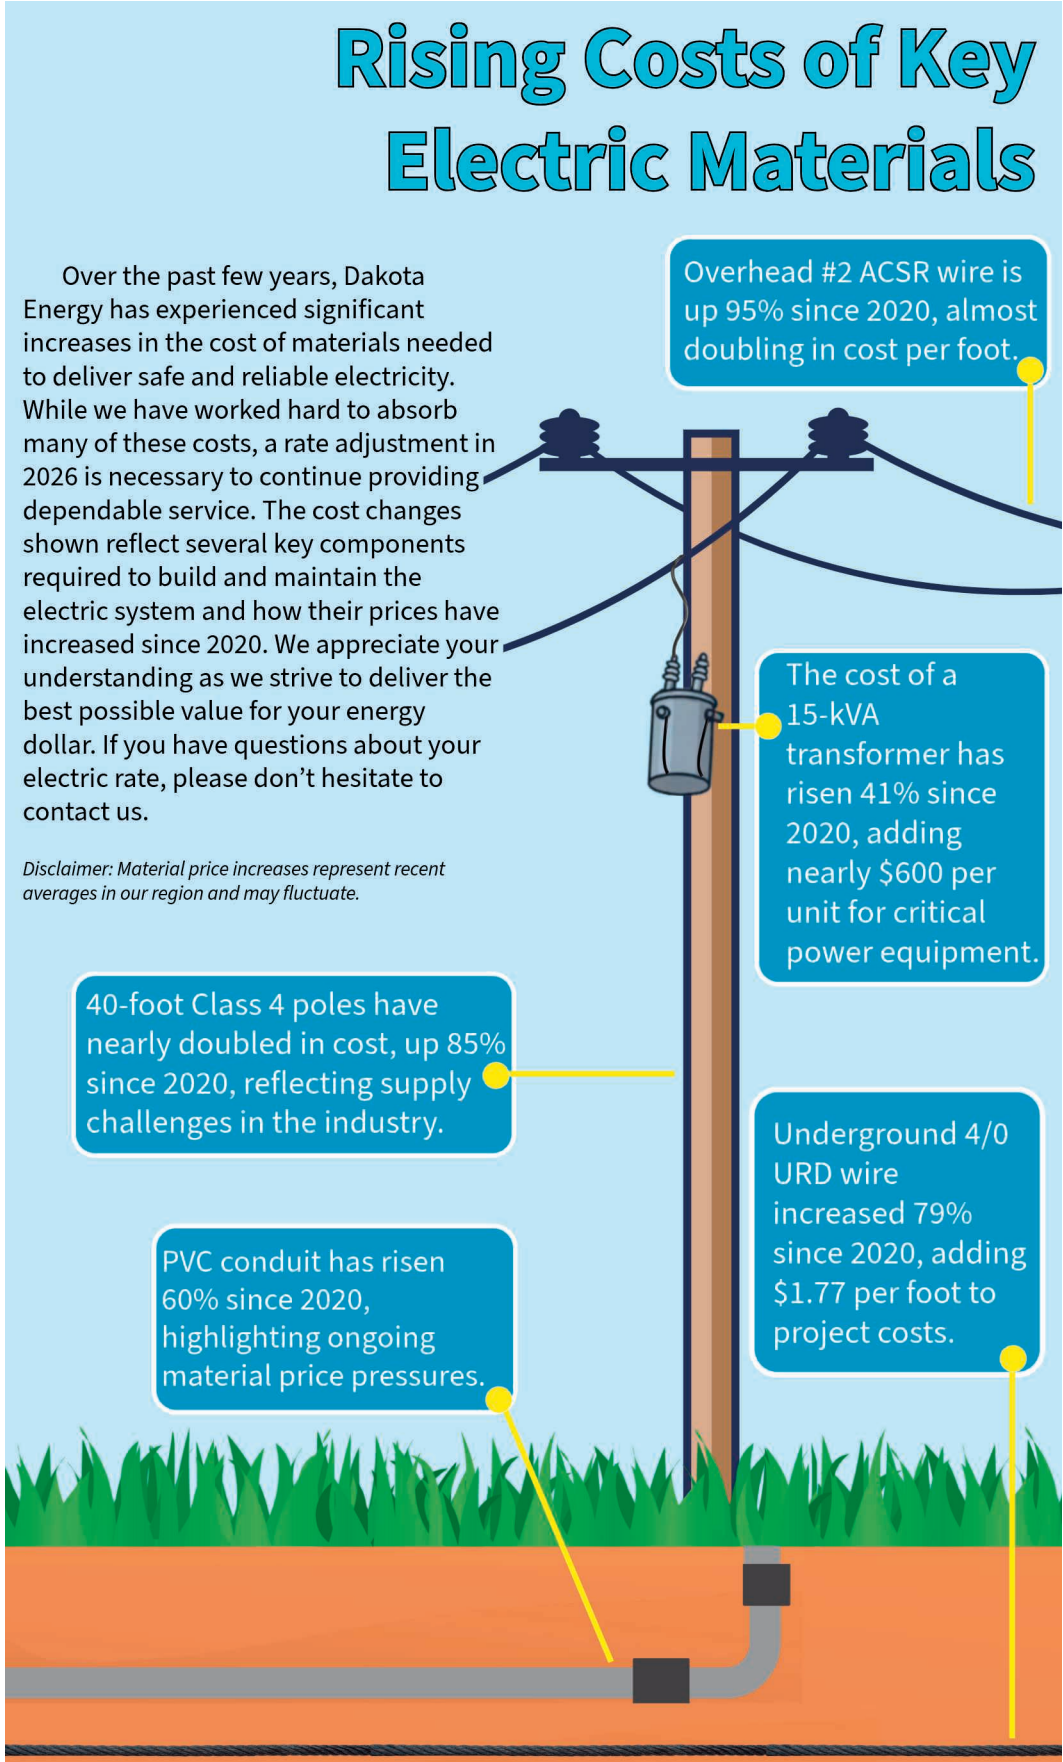 Rising Costs of Key
Electric Materials
Over the past few years, Dakota
Energy has experienced significant
increases in the cost of materials needed
to deliver safe and reliable electricity.
While we have worked hard to absorb
many of these costs, a rate adjustment in
2026 is necessary to continue providing
dependable service. The cost changes
shown reflect several key components
required to build and maintain the
electric system and how their prices have
increased since 2020. We appreciate your
understanding as we strive to deliver the
best possible value for your energy
dollar. If you have questions about your
electric rate, please don’t hesitate to
contact us.
Disclaimer: Material price increases represent recent
averages in our region and may fluctuate.
Overhead #2 ACSR wire is
up 95% since 2020, almost
doubling in cost per foot.
The cost of a
15-kVA
transformer has
risen 41% since
2020, adding
nearly $600 per
unit for critical
power equipment.
40-foot Class 4 poles have
nearly doubled in cost, up 85%
since 2020, reflecting supply
challenges in the industry.
Underground 4/0
URD wire
increased 79%
since 2020, adding
$1.77 per foot to
project costs.
PVC conduit has risen
60% since 2020,
highlighting ongoing
material price pressures.